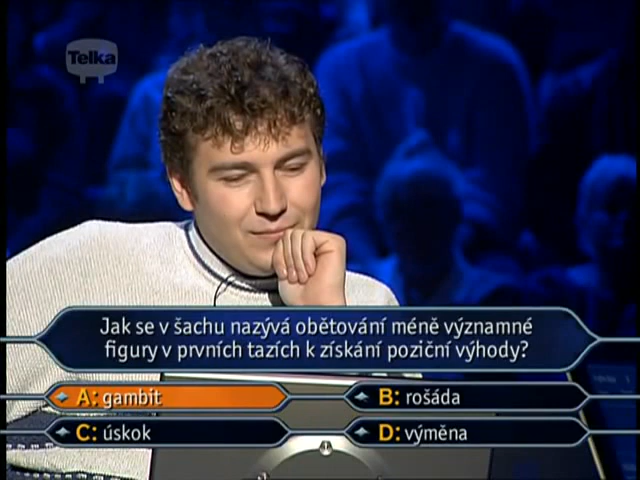 Telka
Jak se v šachu nazývá obětování méně významné
figury v prvních tazích k získání poziční výhody?
A: gambit
B: rošáda
C: úskok
D: výměna